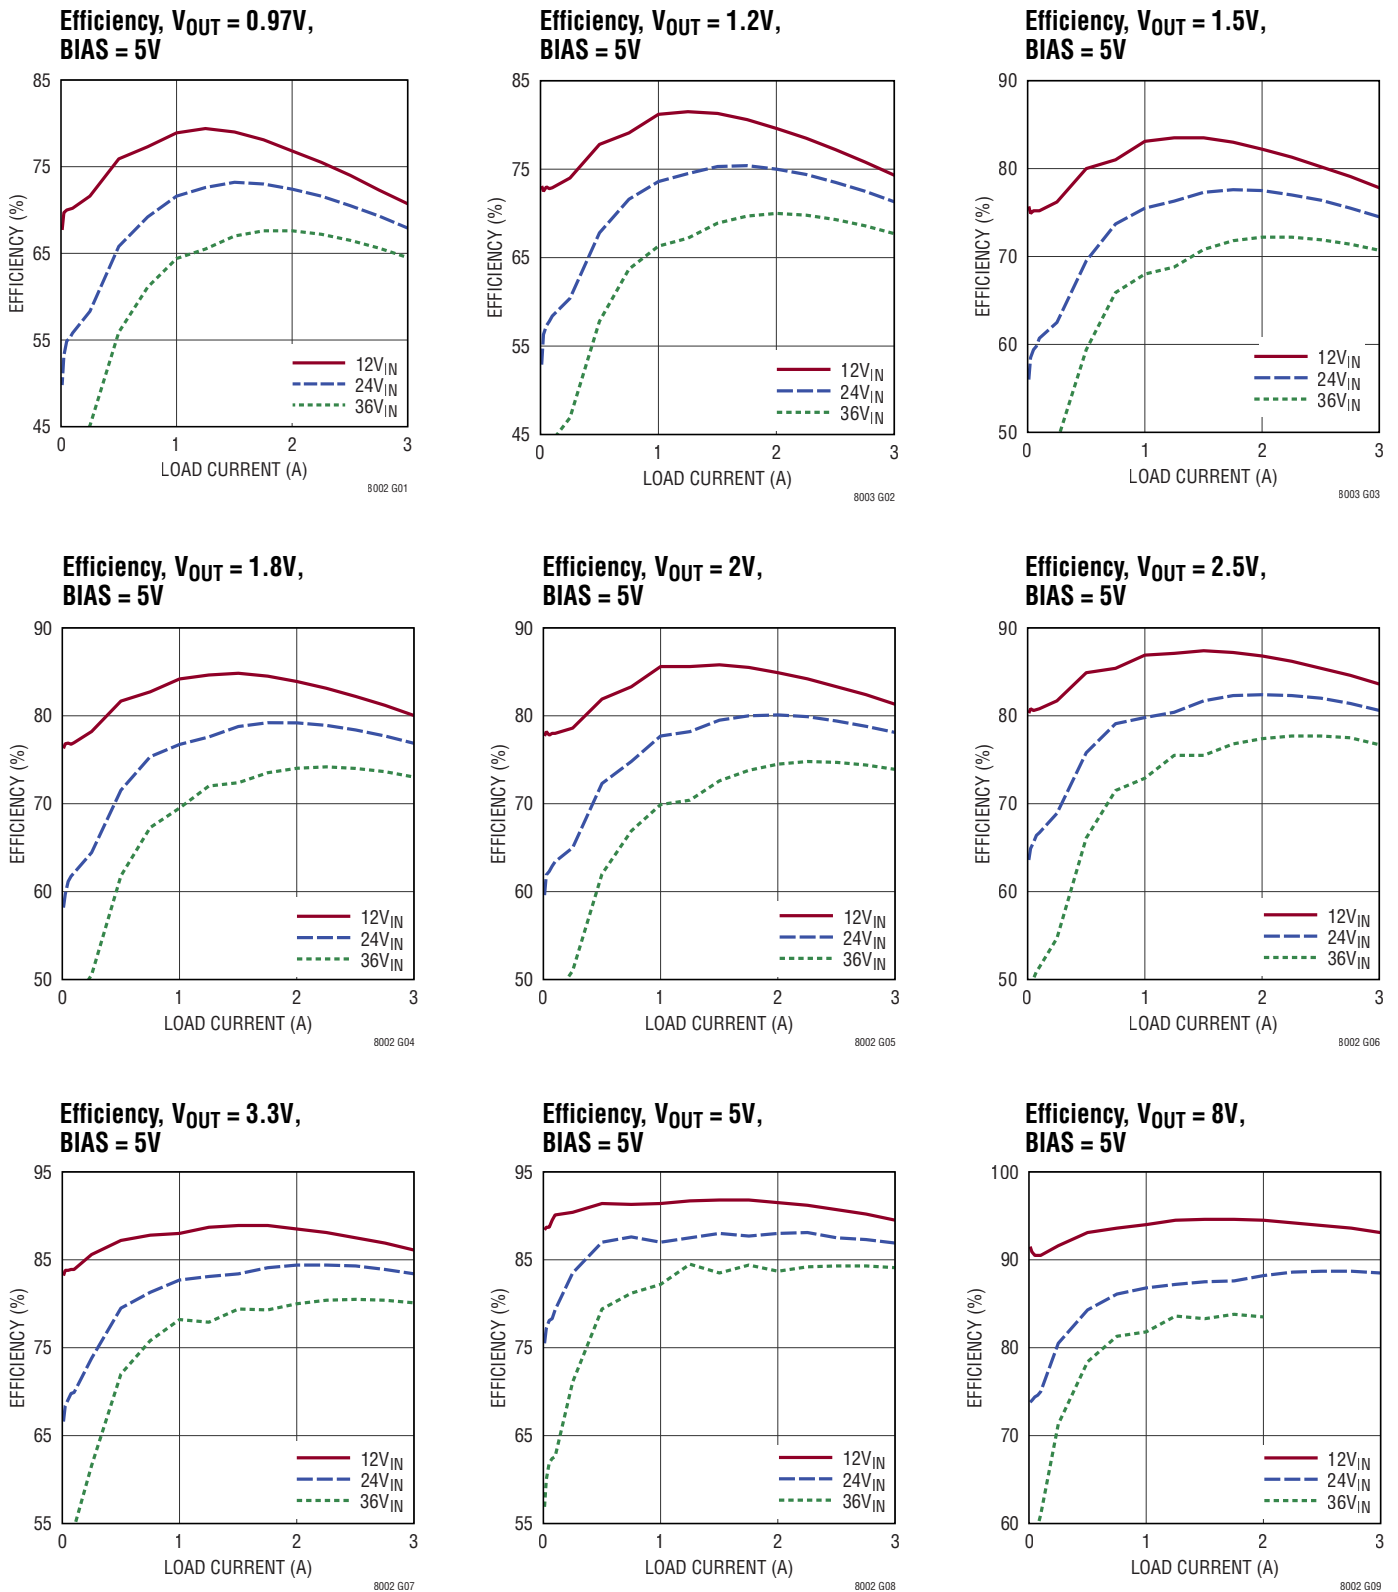 Efficiency, VOUT = 0.97V,
BIAS = 5V
85
75
65
55
45
EFFICIENCY (%)
0
1
2
3
LOAD CURRENT (A)
12VIN
24VIN
36VIN
8002 G01
Efficiency, VOUT = 1.2V,
BIAS = 5V
85
75
65
55
45
EFFICIENCY (%)
0
1
2
3
LOAD CURRENT (A)
12VIN
24VIN
36VIN
8003 G02
Efficiency, VOUT = 1.5V,
BIAS = 5V
90
80
70
60
50
EFFICIENCY (%)
0
1
2
3
LOAD CURRENT (A)
12VIN
24VIN
36VIN
8003 G03
Efficiency, VOUT = 1.8V,
BIAS = 5V
90
80
70
60
50
EFFICIENCY (%)
0
1
2
3
LOAD CURRENT (A)
12VIN
24VIN
36VIN
8002 G04
Efficiency, VOUT = 2V,
BIAS = 5V
90
80
70
60
50
EFFICIENCY (%)
0
1
2
3
LOAD CURRENT (A)
12VIN
24VIN
36VIN
8002 G05
Efficiency, VOUT = 2.5V,
BIAS = 5V
90
80
70
60
50
EFFICIENCY (%)
0
1
2
3
LOAD CURRENT (A)
12VIN
24VIN
36VIN
8002 G06
Efficiency, VOUT = 3.3V,
BIAS = 5V
95
85
75
65
55
EFFICIENCY (%)
0
1
2
3
LOAD CURRENT (A)
12VIN
24VIN
36VIN
8002 G07
Efficiency, VOUT = 5V,
BIAS = 5V
95
85
75
65
55
EFFICIENCY (%)
0
1
2
3
LOAD CURRENT (A)
12VIN
24VIN
36VIN
8002 G08
Efficiency, VOUT = 8V,
BIAS = 5V
100
90
80
70
60
EFFICIENCY (%)
0
1
2
3
LOAD CURRENT (A)
12VIN
24VIN
36VIN
8002 G09